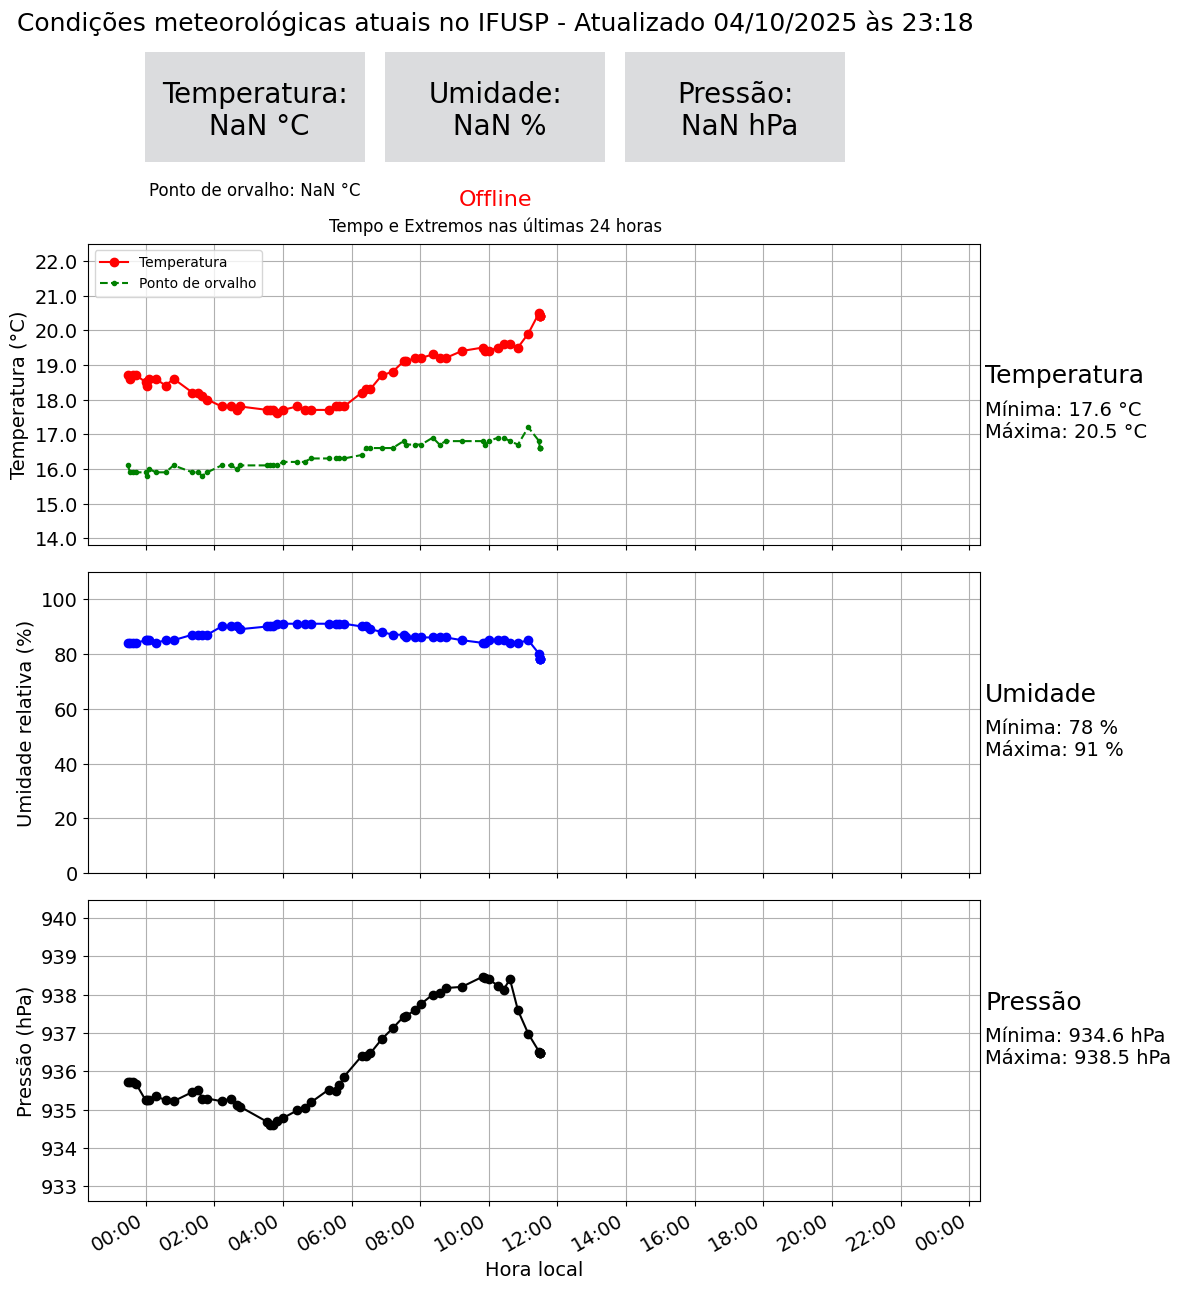 Condições meteorológicas atuais no IFUSP - Atualizado 04/10/2025 às 23:18
Temperatura:
NaN °C
Umidade:
NaN %
Pressão:
NaN hPa
Ponto de orvalho: NaN °C
Offline
Tempo e Extremos nas últimas 24 horas
Temperatura
Ponto de orvalho
Temperatura (°C)
22.0
21.0
20.0
19.0
18.0
17.0
16.0
15.0
14.0
Temperatura
Mínima: 17.6 °C
Máxima: 20.5 °C
Umidade relativa (%)
100
80
60
40
20
0
Umidade
Mínima: 78 %
Máxima: 91 %
Pressão (hPa)
940
939
938
937
936
935
934
933
Pressão
Mínima: 934.6 hPa
Máxima: 938.5 hPa
00:00
02:00
04:00
06:00
08:00
10:00
12:00
14:00
16:00
18:00
20:00
22:00
00:00
Hora local